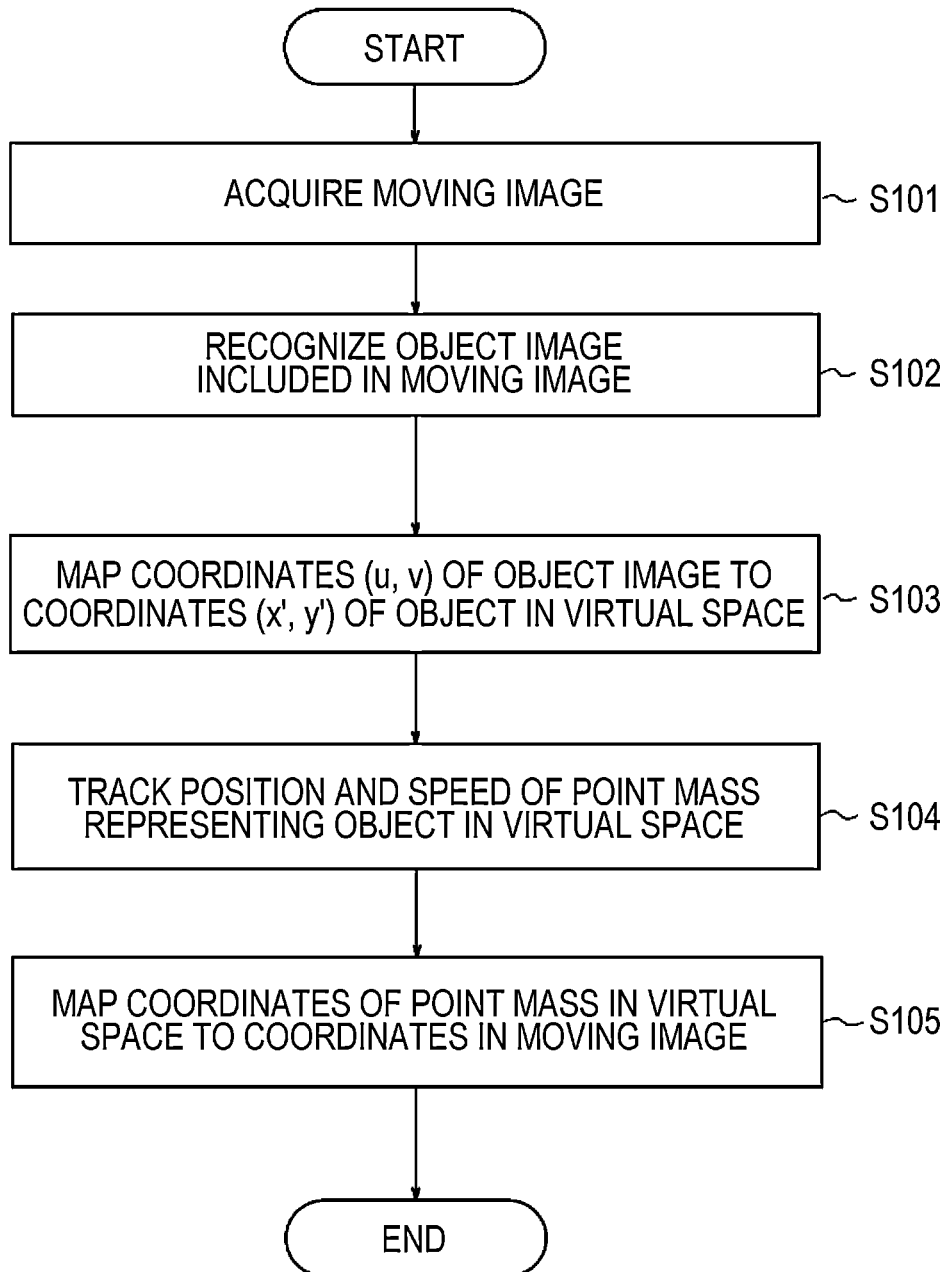 START
ACQUIRE MOVING IMAGE
S101
RECOGNIZE OBJECT IMAGE
INCLUDED IN MOVING IMAGE
S102
MAP COORDINATES (u, v) OF OBJECT IMAGE TO
COORDINATES (x', y') OF OBJECT IN VIRTUAL SPACE
S103
TRACK POSITION AND SPEED OF POINT MASS
REPRESENTING OBJECT IN VIRTUAL SPACE
S104
MAP COORDINATES OF POINT MASS IN VIRTUAL
SPACE TO COORDINATES IN MOVING IMAGE
S105
END